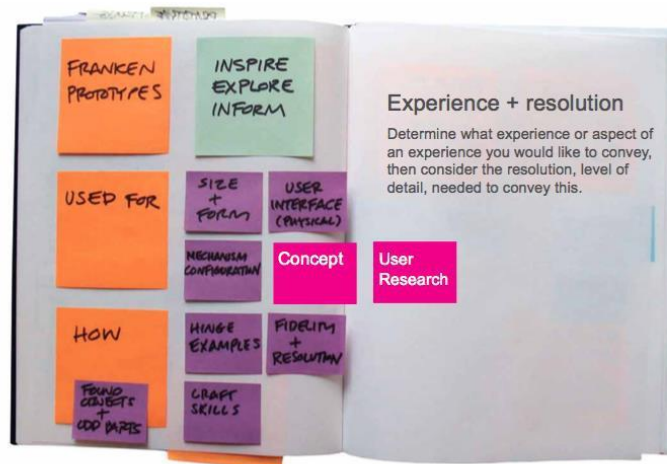 FRANKEN
PROTOTYPES
INSPIRE
EXPLORE
INFORM
USED FOR
SIZE
+
FORM
USER
INTERFACE
(PHYSICAL)
MECHANISM
CONFIGURATION
Concept
User
Research
HOW
HINGE
EXAMPLES
FIDELITY
+
RESOLUTION
FOUND
OBJECTS
+
ODD PARTS
CRAFT
SKILLS
Experience + resolution
Determine what experience or aspect of
an experience you would like to convey,
then consider the resolution, level of
detail, needed to convey this.